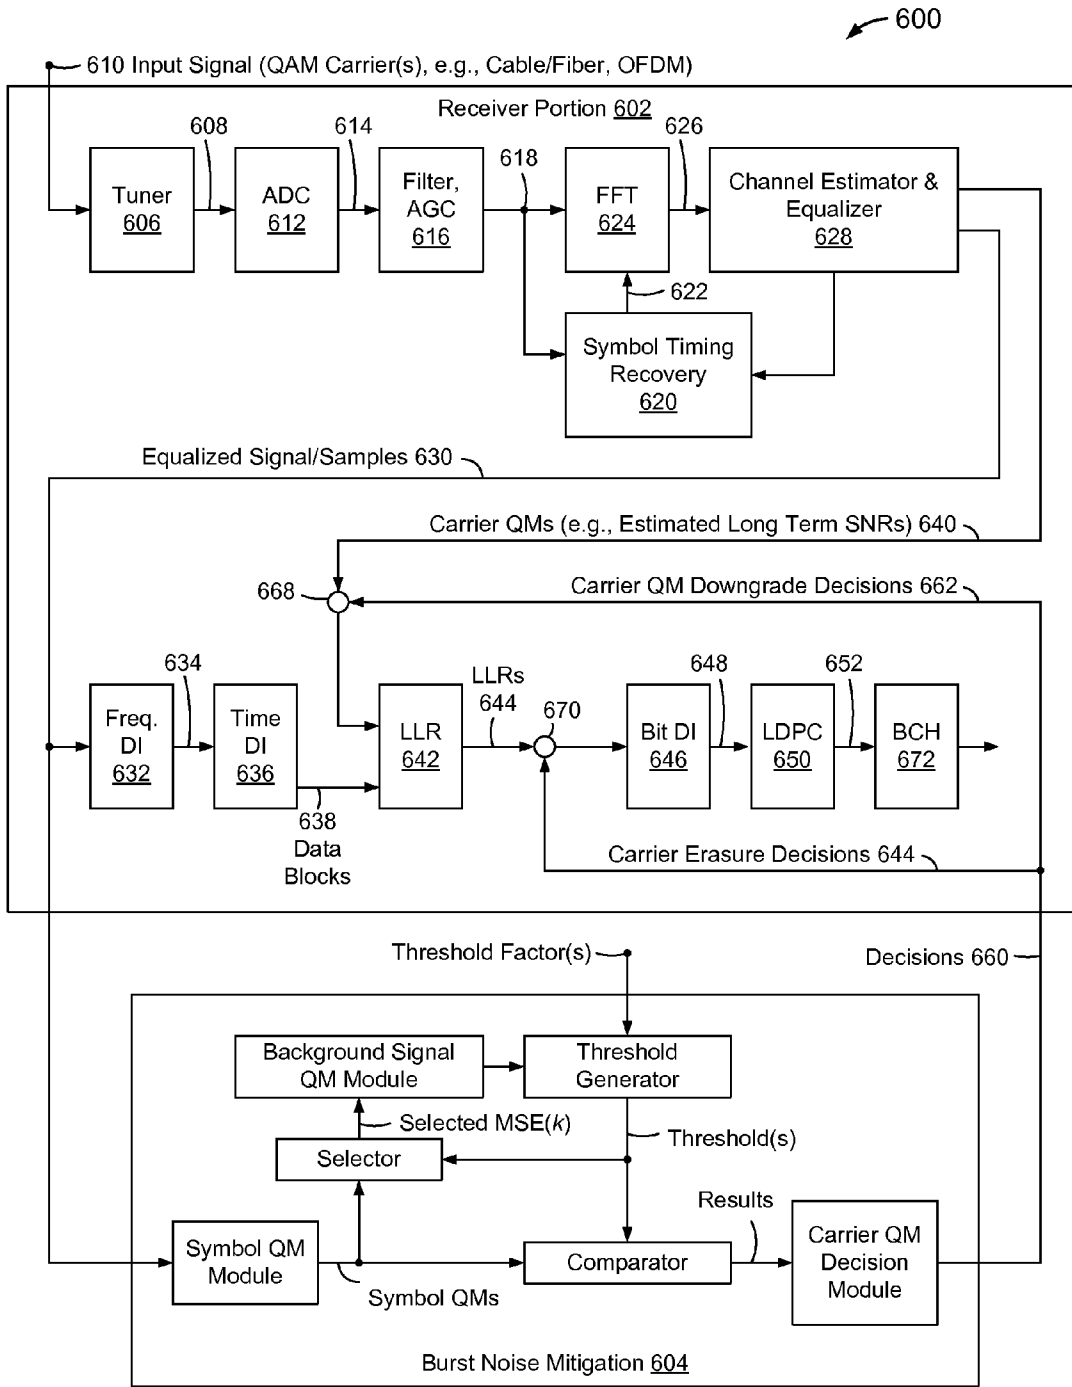 600
610 Input Signal (QAM Carrier(s), e.g., Cable/Fiber, OFDM)
Receiver Portion 602
608
614
618
626
Tuner
606
ADC
612
Filter,
AGC
616
FFT
624
Channel Estimator &
Equalizer
628
622
Symbol Timing
Recovery
620
Equalized Signal/Samples 630
Carrier QMs (e.g., Estimated Long Term SNRs) 640
668
Carrier QM Downgrade Decisions 662
634
LLRs
644
670
648
652
Freq.
DI
632
Time
DI
636
LLR
642
Bit DI
646
LDPC
650
BCH
672
638
Data
Blocks
Carrier Erasure Decisions 644
Threshold Factor(s)
Decisions 660
Background Signal
QM Module
Threshold
Generator
Selected MSE(k)
Threshold(s)
Selector
Results
Symbol QM
Module
Symbol QMs
Comparator
Carrier QM
Decision
Module
Burst Noise Mitigation 604